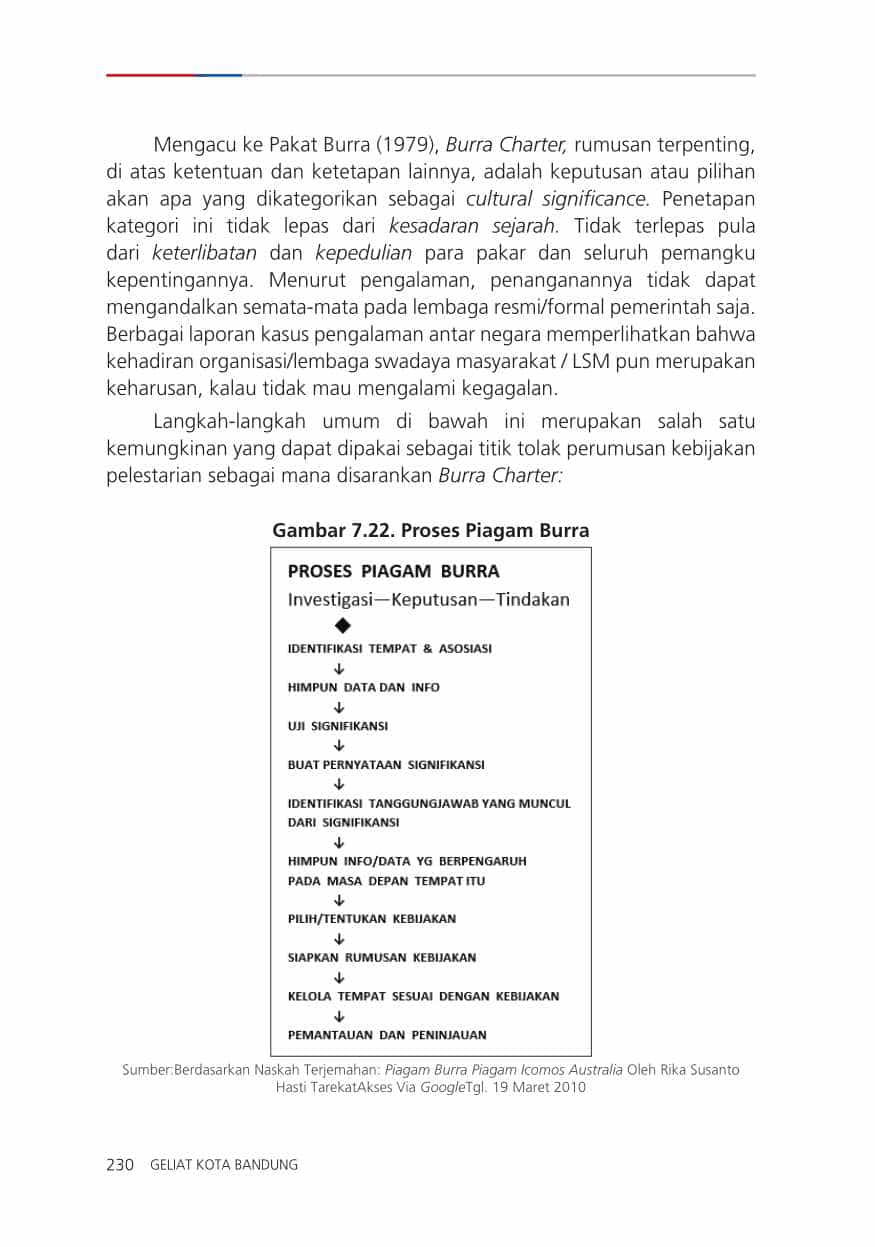 Mengacu ke Pakat Burra (1979), Burra Charter, rumusan terpenting,
di atas ketentuan dan ketetapan lainnya, adalah keputusan atau pilihan
akan apa yang dikategorikan sebagai cultural significance. Penetapan
kategori ini tidak lepas dari kesadaran sejarah. Tidak terlepas pula
dari keterlibatan dan kepedulian para pakar dan seluruh pemangku
kepentingannya. Menurut pengalaman, penanganannya tidak dapat
mengandalkan semata-mata pada lembaga resmi/formal pemerintah saja.
Berbagai laporan kasus pengalaman antar negara memperlihatkan bahwa
kehadiran organisasi/lembaga swadaya masyarakat / LSM pun merupakan
keharusan, kalau tidak mau mengalami kegagalan.
Langkah-langkah umum di bawah ini merupakan salah satu
kemungkinan yang dapat dipakai sebagai titik tolak perumusan kebijakan
pelestarian sebagai mana disarankan Burra Charter:
Gambar 7.22. Proses Piagam Burra
PROSES PIAGAM BURRA
Investigasi—Keputusan—Tindakan
◆
IDENTIFIKASI TEMPAT & ASOSIASI
↓
HIMPUN DATA DAN INFO
↓
UJI SIGNIFIKANSI
↓
BUAT PERNYATAAN SIGNIFIKANSI
↓
IDENTIFIKASI TANGGUNGJAWAB YANG MUNCUL
DARI SIGNIFIKANSI
↓
HIMPUN INFO/DATA YG BERPENGARUH
PADA MASA DEPAN TEMPAT ITU
↓
PILIH/TENTUKAN KEBIJAKAN
↓
SIAPKAN RUMUSAN KEBIJAKAN
↓
KELOLA TEMPAT SESUAI DENGAN KEBIJAKAN
↓
PEMANTAUAN DAN PENINJAUAN
Sumber:Berdasarkan Naskah Terjemahan: Piagam Burra Piagam Icomos Australia Oleh Rika Susanto
Hasti TarekatAkses Via GoogleTgl. 19 Maret 2010
230 GELIAT KOTA BANDUNG